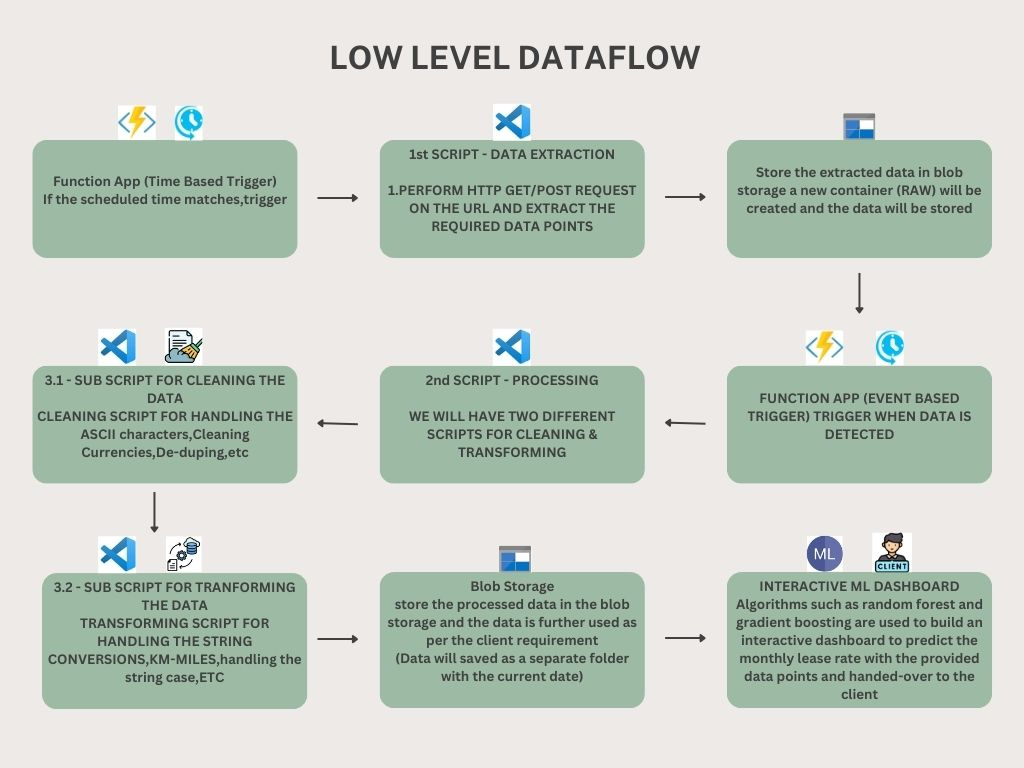 LOW LEVEL DATAFLOW
Function App (Time Based Trigger)
If the scheduled time matches,trigger
1st SCRIPT - DATA EXTRACTION
1.PERFORM HTTP GET/POST REQUEST
ON THE URL AND EXTRACT THE
REQUIRED DATA POINTS
Store the extracted data in blob
storage a new container (RAW) will be
created and the data will be stored
FUNCTION APP (EVENT BASED
TRIGGER) TRIGGER WHEN DATA IS
DETECTED
2nd SCRIPT - PROCESSING
WE WILL HAVE TWO DIFFERENT
SCRIPTS FOR CLEANING &
TRANSFORMING
3.1 - SUB SCRIPT FOR CLEANING THE
DATA
CLEANING SCRIPT FOR HANDLING THE
ASCII characters,Cleaning
Currencies,De-duping,etc
3.2 - SUB SCRIPT FOR TRANFORMING
THE DATA
TRANSFORMING SCRIPT FOR
HANDLING THE STRING
CONVERSIONS,KM-MILES,handling the
string case,ETC
Blob Storage
store the processed data in the blob
storage and the data is further used as
per the client requirement
(Data will saved as a separate folder
with the current date)
ML
CLIENT
INTERACTIVE ML DASHBOARD
Algorithms such as random forest and
gradient boosting are used to build an
interactive dashboard to predict the
monthly lease rate with the provided
data points and handed-over to the
client